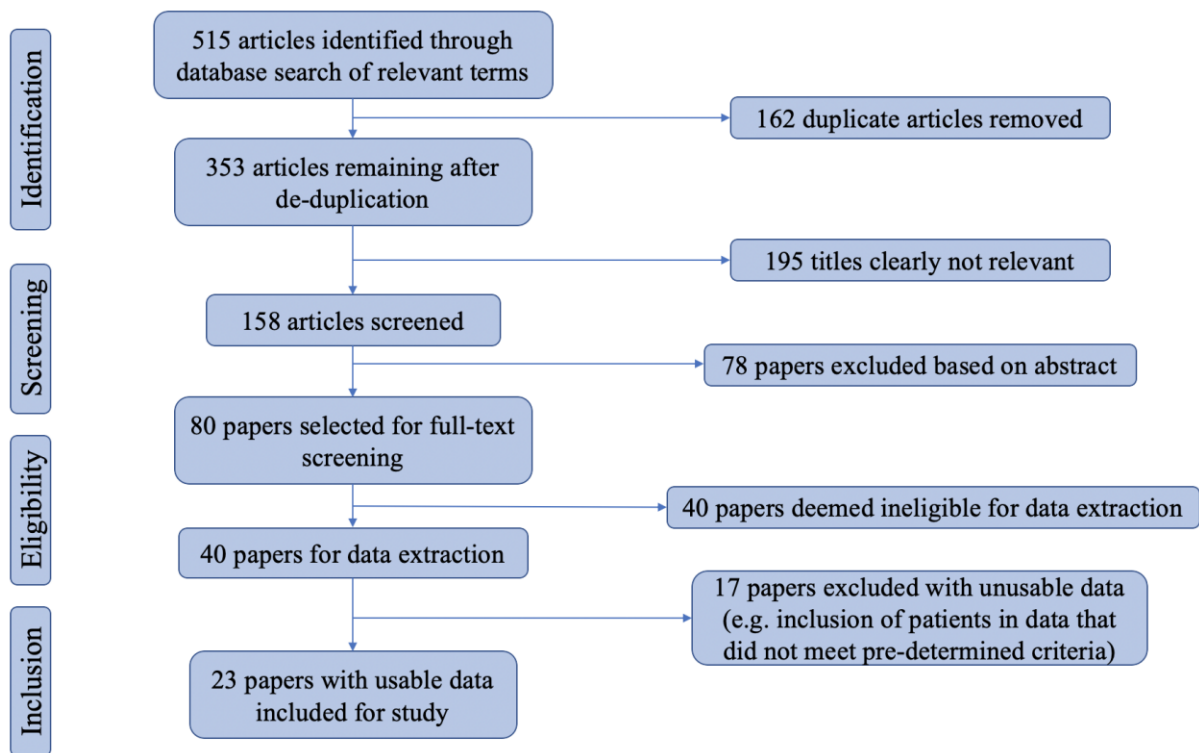 Identification
515 articles identified through
database search of relevant terms
162 duplicate articles removed
353 articles remaining after
de-duplication
195 titles clearly not relevant
Screening
158 articles screened
78 papers excluded based on abstract
80 papers selected for full-text
screening
Eligibility
40 papers deemed ineligible for data extraction
40 papers for data extraction
17 papers excluded with unusable data
(e.g. inclusion of patients in data that
did not meet pre-determined criteria)
Inclusion
23 papers with usable data
included for study